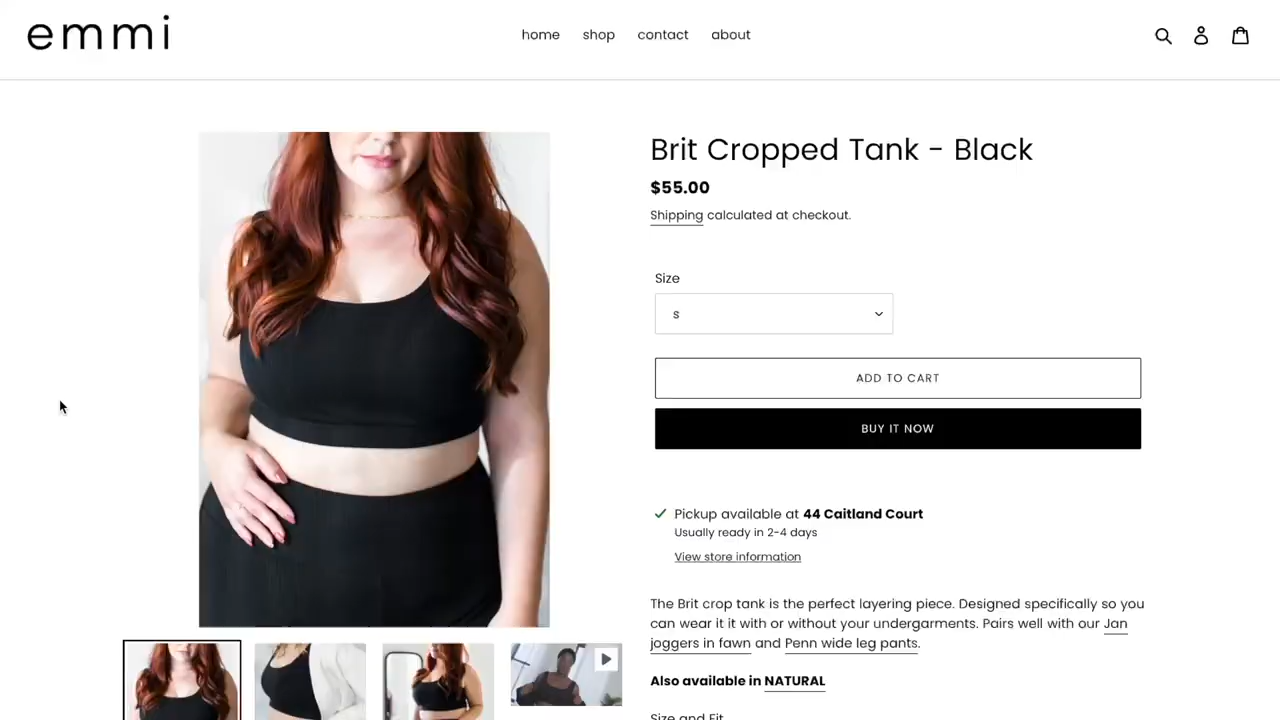 emmi
home shop contact about
Brit Cropped Tank - Black
$55.00
Shipping calculated at checkout.
Size
s
ADD TO CART
BUY IT NOW
Pickup available at 44 Caitland Court
Usually ready in 2-4 days
View store information
The Brit crop tank is the perfect layering piece. Designed specifically so you
can wear it it with or without your undergarments. Pairs well with our Jan
joggers in fawn and Penn wide leg pants.
Also available in NATURAL
Size and Fit